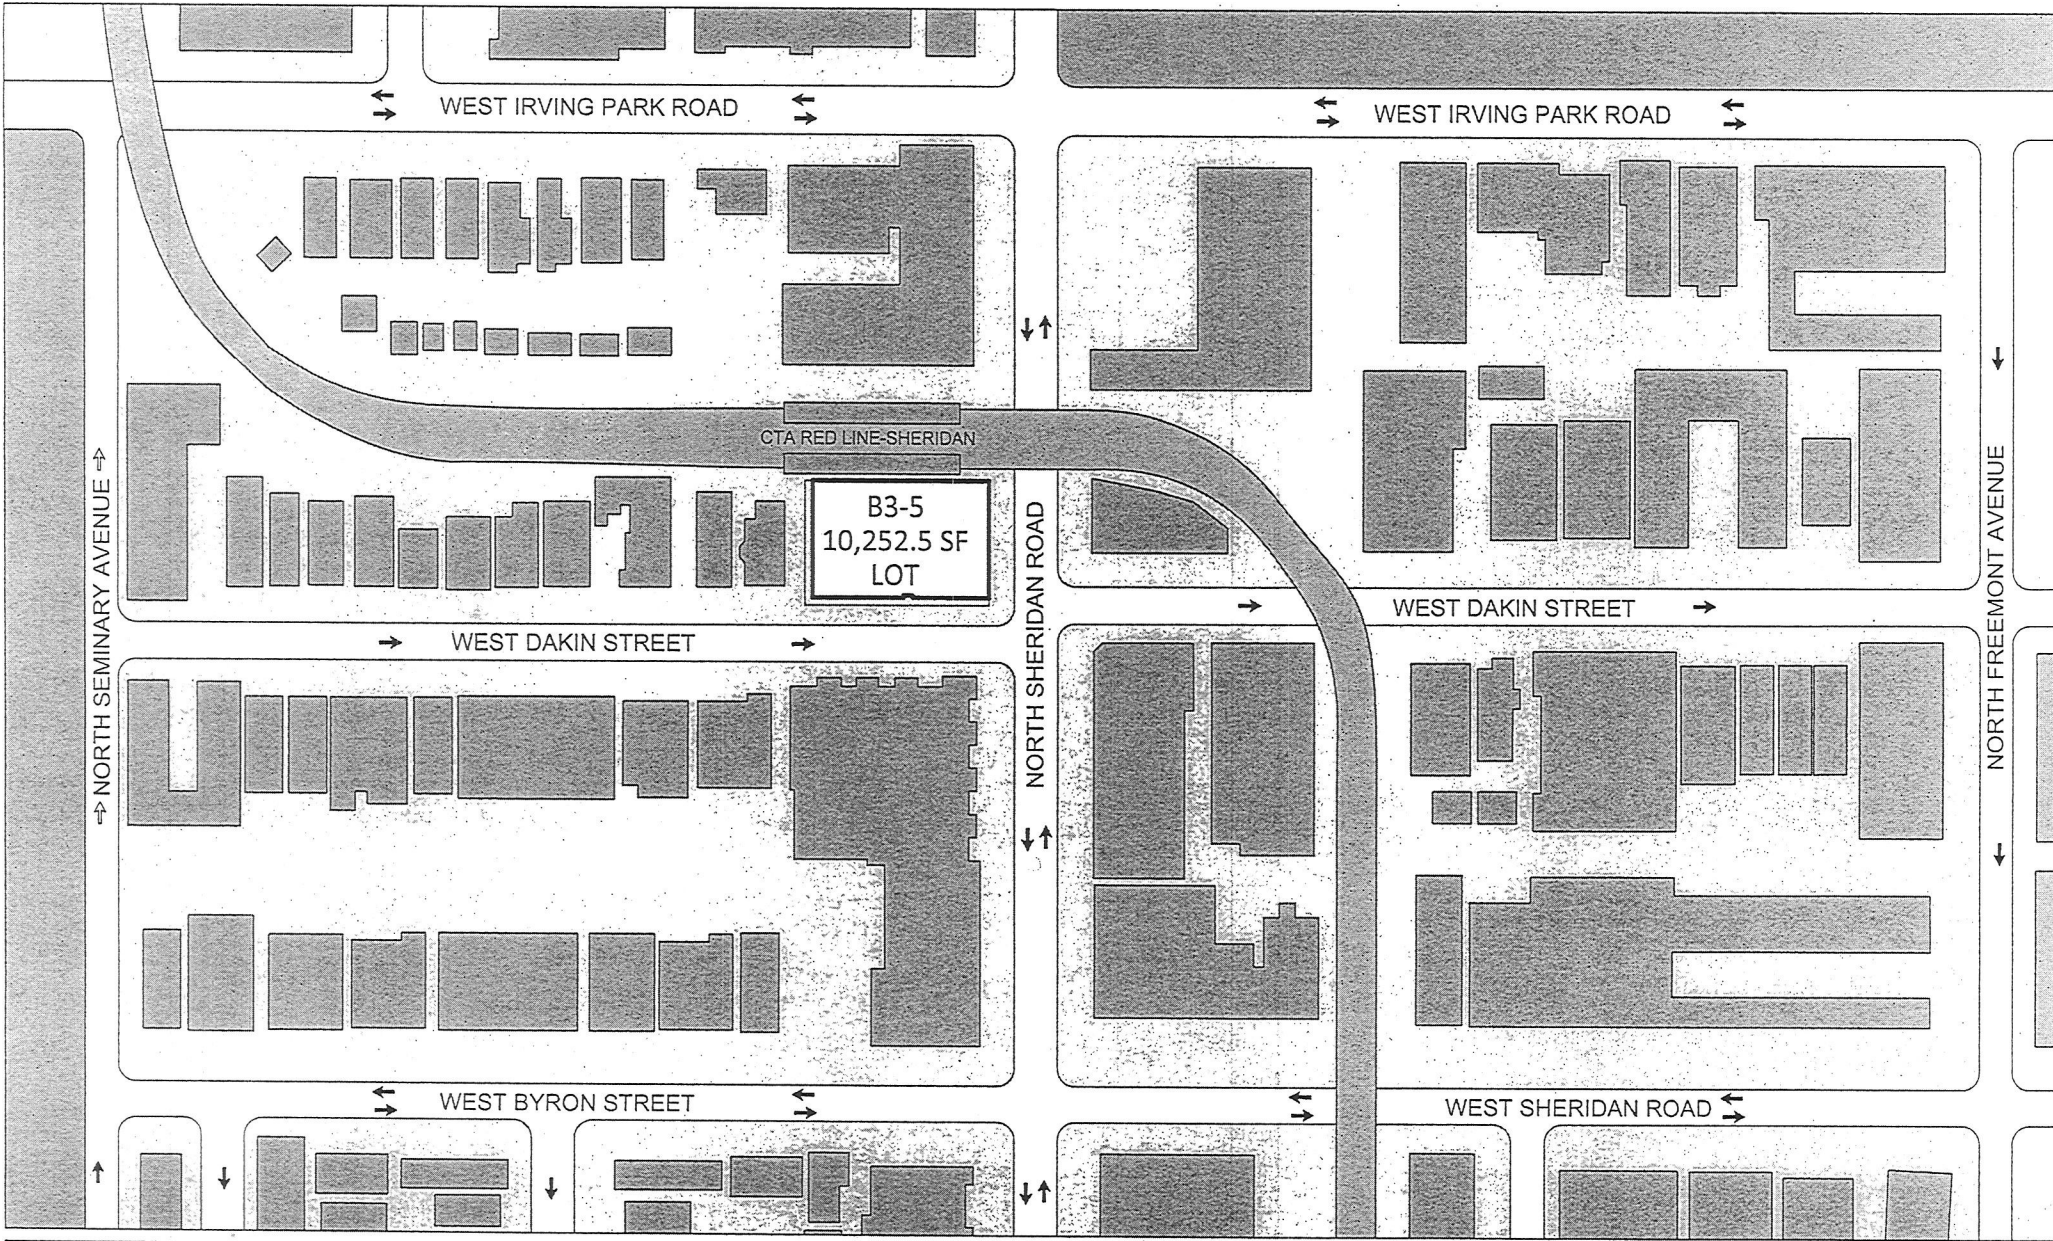 WEST IRVING PARK ROAD
WEST IRVING PARK ROAD
CTA RED LINE-SHERIDAN
B3-5
10,252.5 SF
LOT
NORTH SEMINARY AVENUE
NORTH SHERIDAN ROAD
NORTH FREEMONT AVENUE
WEST DAKIN STREET
WEST DAKIN STREET
WEST BYRON STREET
WEST SHERIDAN ROAD